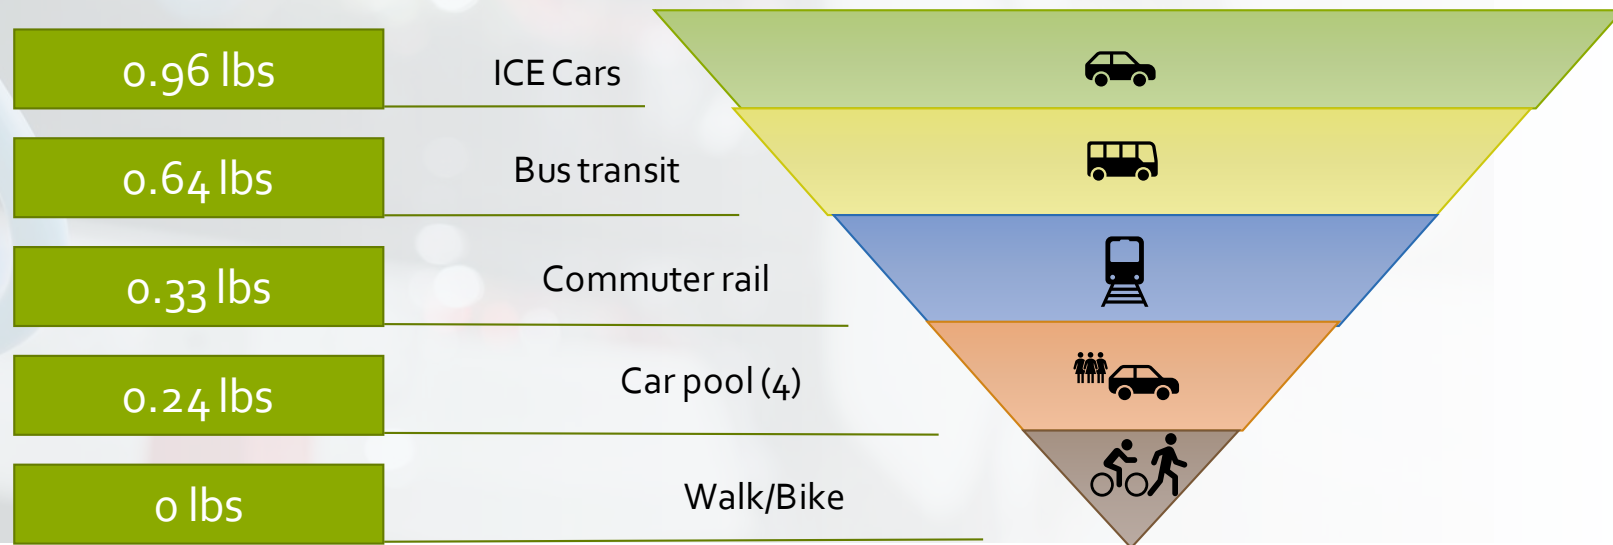 0.96 lbs
ICE Cars
0.64 lbs
Bus transit
0.33 lbs
Commuter rail
0.24 lbs
Car pool (4)
0 lbs
Walk/Bike